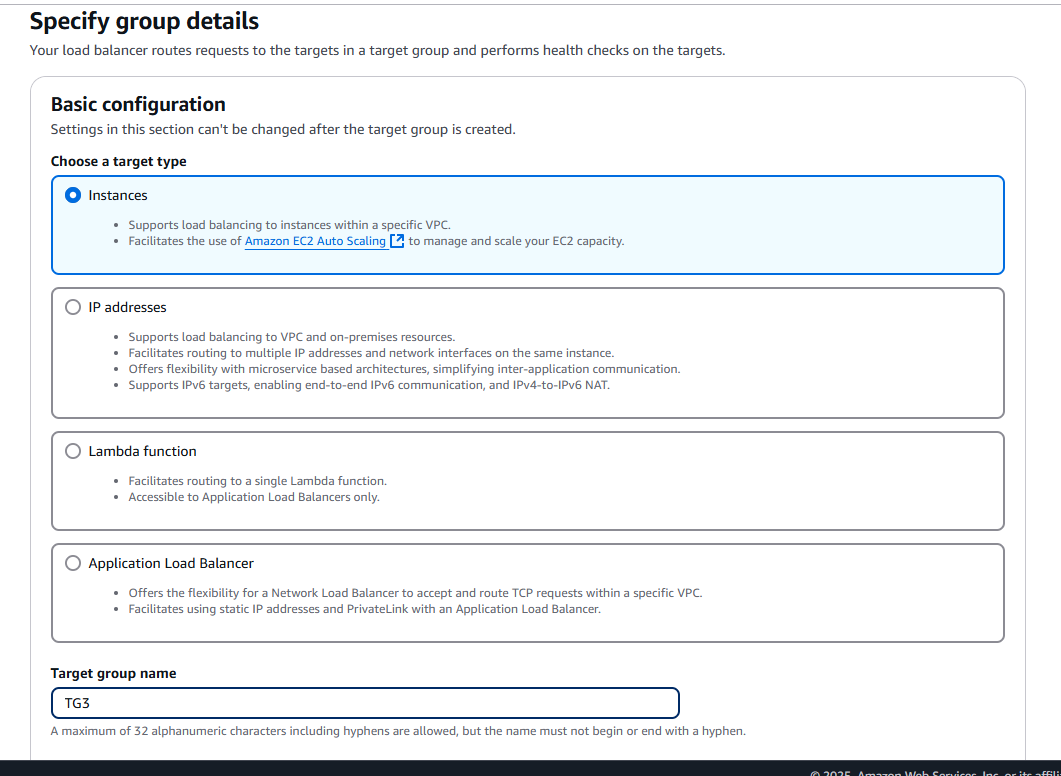 Specify group details
Your load balancer routes requests to the targets in a target group and performs health checks on the targets.
Basic configuration
Settings in this section can't be changed after the target group is created.
Choose a target type
Instances
• Supports load balancing to instances within a specific VPC.
• Facilitates the use of Amazon EC2 Auto Scaling to manage and scale your EC2 capacity.
IP addresses
• Supports load balancing to VPC and on-premises resources.
• Facilitates routing to multiple IP addresses and network interfaces on the same instance.
• Offers flexibility with microservice based architectures, simplifying inter-application communication.
• Supports IPv6 targets, enabling end-to-end IPv6 communication, and IPv4-to-IPv6 NAT.
Lambda function
• Facilitates routing to a single Lambda function.
• Accessible to Application Load Balancers only.
Application Load Balancer
• Offers the flexibility for a Network Load Balancer to accept and route TCP requests within a specific VPC.
• Facilitates using static IP addresses and PrivateLink with an Application Load Balancer.
Target group name
TG3
A maximum of 32 alphanumeric characters including hyphens are allowed, but the name must not begin or end with a hyphen.
© 2025, Amazon Web Services, Inc. or its affili